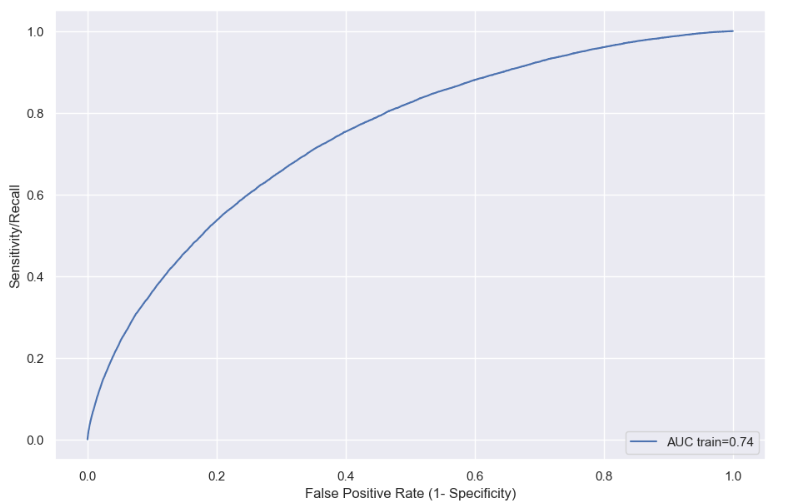 1.0
0.8
0.6
0.4
0.2
0.0
Sensitivity/Recall
AUC train=0.74
0.0 0.2 0.4 0.6 0.8 1.0
False Positive Rate (1- Specificity)